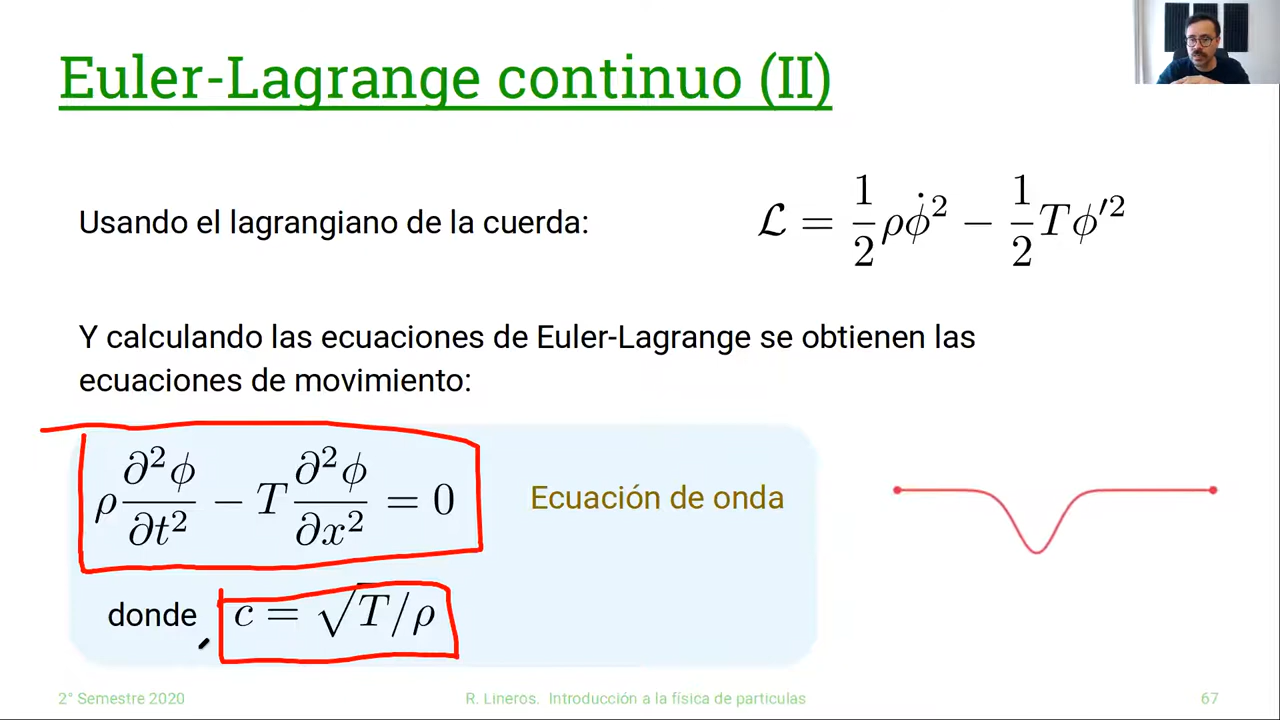 Euler-Lagrange continuo (II)
Usando el lagrangiano de la cuerda:
ℒ = 1/2 ρϕ̇² − 1/2 Tϕ′²
Y calculando las ecuaciones de Euler-Lagrange se obtienen las
ecuaciones de movimiento:
ρ ∂²ϕ/∂t² − T ∂²ϕ/∂x² = 0
Ecuación de onda
donde c = √T/ρ
2° Semestre 2020
R. Lineros. Introducción a la física de particulas
67